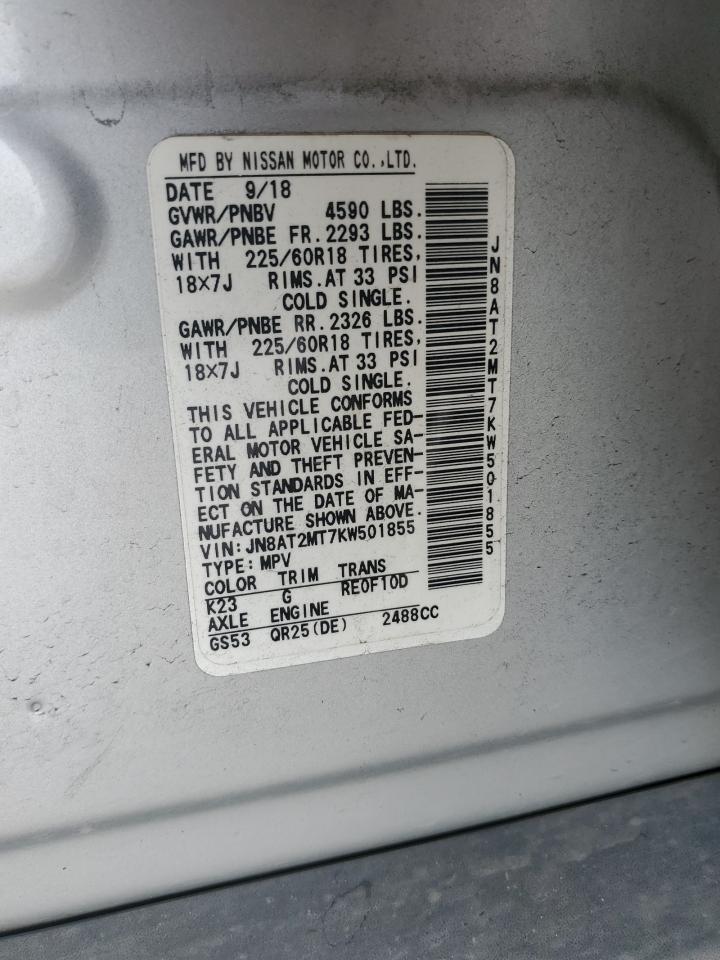 MFD BY NISSAN MOTOR CO.,LTD.
DATE 9/18
GVWR/PNBV 4590 LBS.
GAWR/PNBE FR. 2293 LBS.
WITH 225/60R18 TIRES,
18×7J RIMS.AT 33 PSI
COLD SINGLE.
GAWR/PNBE RR. 2326 LBS.
WITH 225/60R18 TIRES,
18×7J RIMS.AT 33 PSI
COLD SINGLE.
THIS VEHICLE CONFORMS
TO ALL APPLICABLE FED-
ERAL MOTOR VEHICLE SA-
FETY AND THEFT PREVEN-
TION STANDARDS IN EFF-
ECT ON THE DATE OF MA-
NUFACTURE SHOWN ABOVE.
VIN:JN8AT2MT7KW501855
TYPE:MPV
COLOR TRIM TRANS
K23 G RE0F10D
AXLE ENGINE
GS53 QR25(DE) 2488CC
JN8AT2MT7KW501855